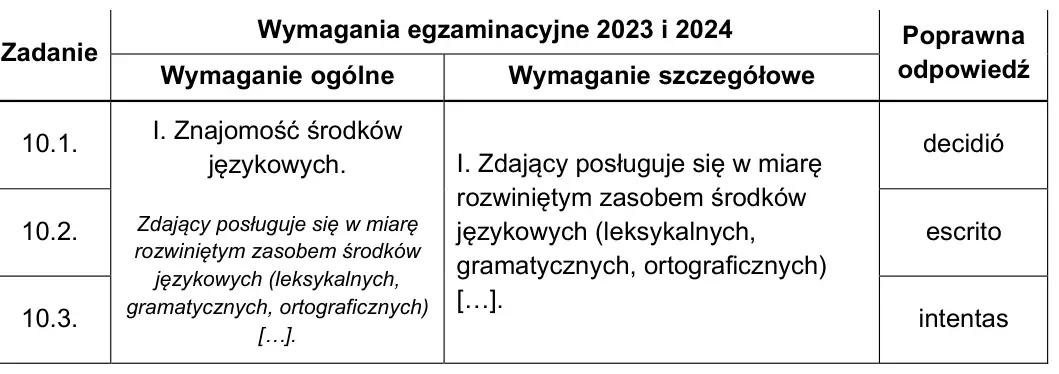 Zadanie
Wymagania egzaminacyjne 2023 i 2024
Poprawna
odpowiedź
Wymaganie ogólne
Wymaganie szczegółowe
10.1.
I. Znajomość środków
językowych.
Zdający posługuje się w miarę
rozwiniętym zasobem środków
językowych (leksykalnych,
gramatycznych, ortograficznych)
[…].
I. Zdający posługuje się w miarę
rozwiniętym zasobem środków
językowych (leksykalnych,
gramatycznych, ortograficznych)
[…].
decidió
10.2.
escrito
10.3.
intentas